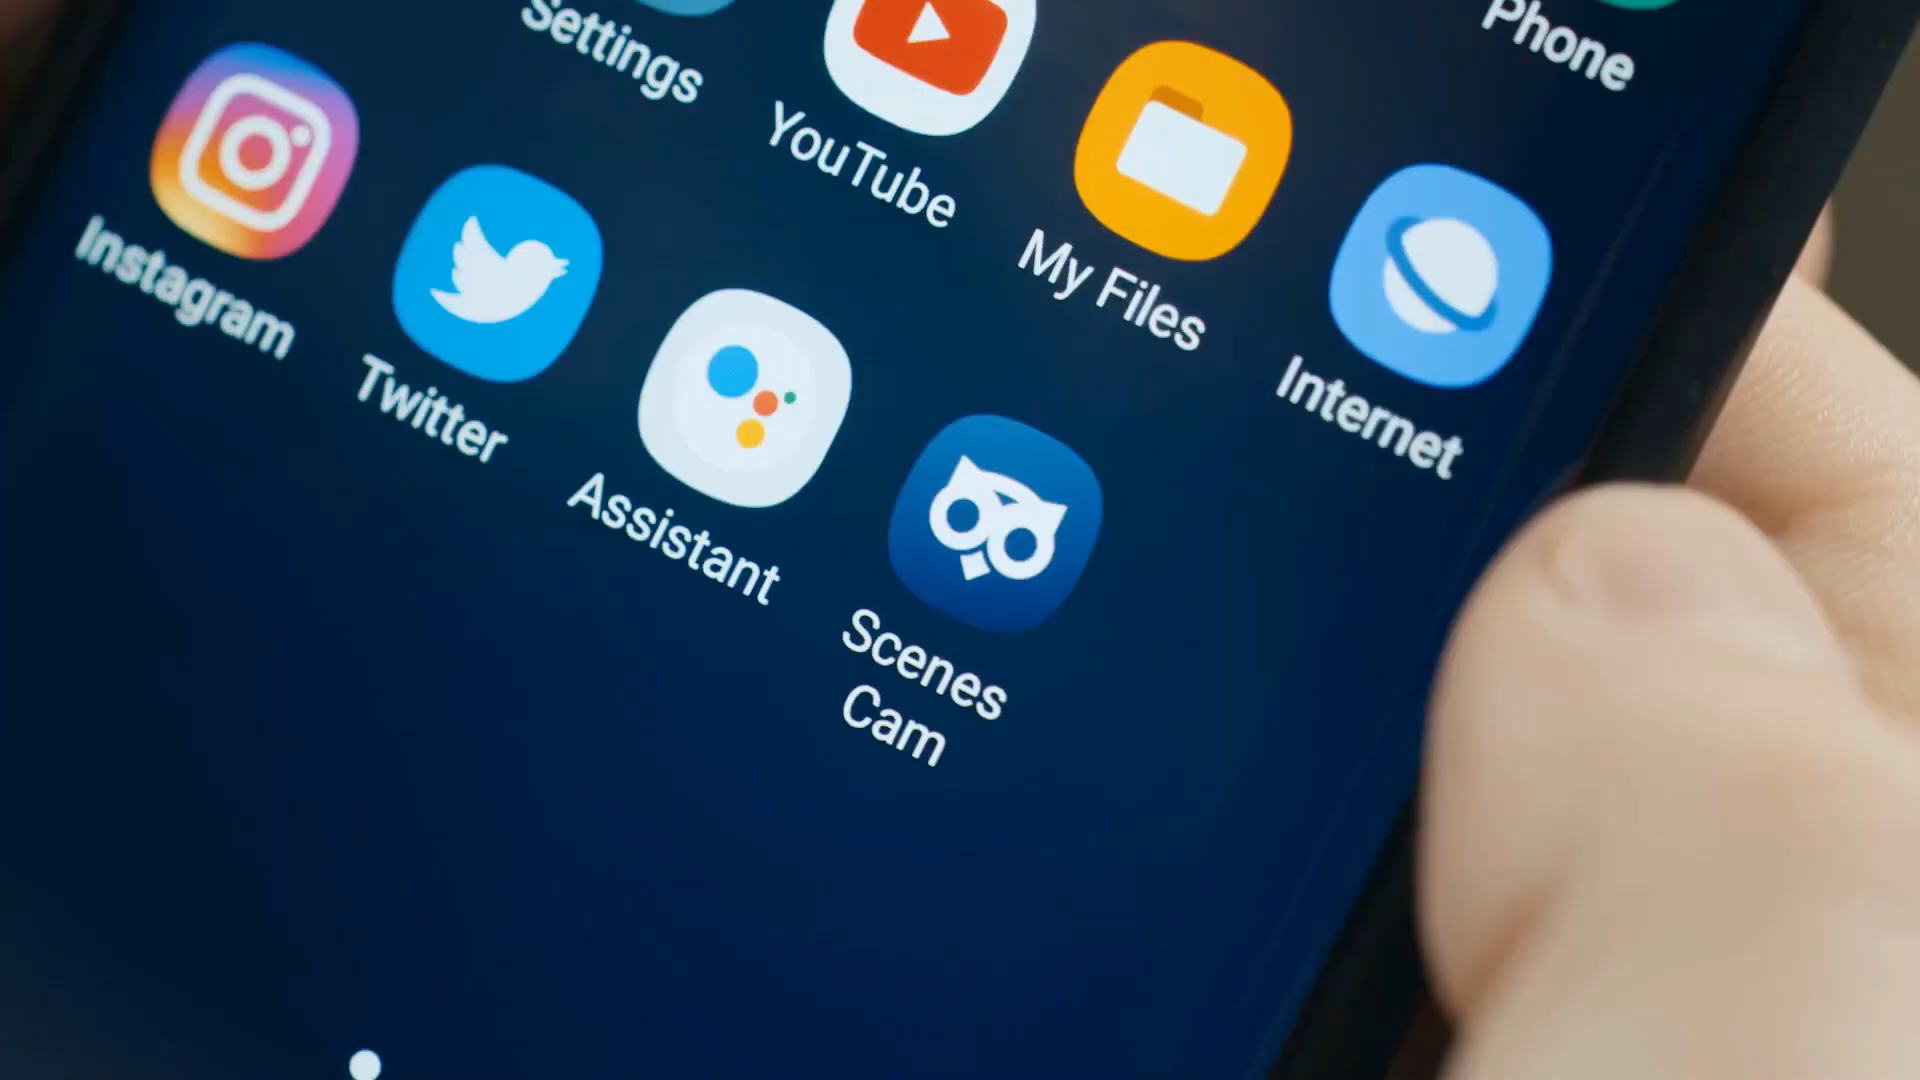 Settings
YouTube
My Files
Phone
Internet
Instagram
Twitter
Assistant
Scenes
Cam